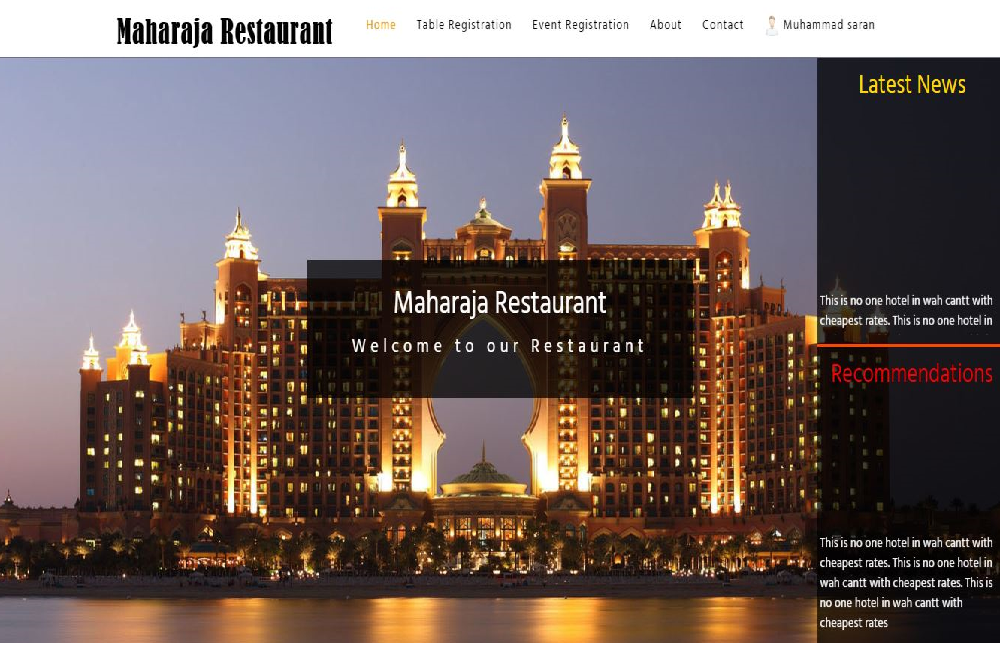 Maharaja Restaurant
Home Table Registration Event Registration About Contact Muhammad saran
Latest News
Maharaja Restaurant
Welcome to our Restaurant
This is no one hotel in wah cantt with
cheapest rates. This is no one hotel in
Recommendations
This is no one hotel in wah cantt with
cheapest rates. This is no one hotel in
wah cantt with cheapest rates. This is
no one hotel in wah cantt with
cheapest rates